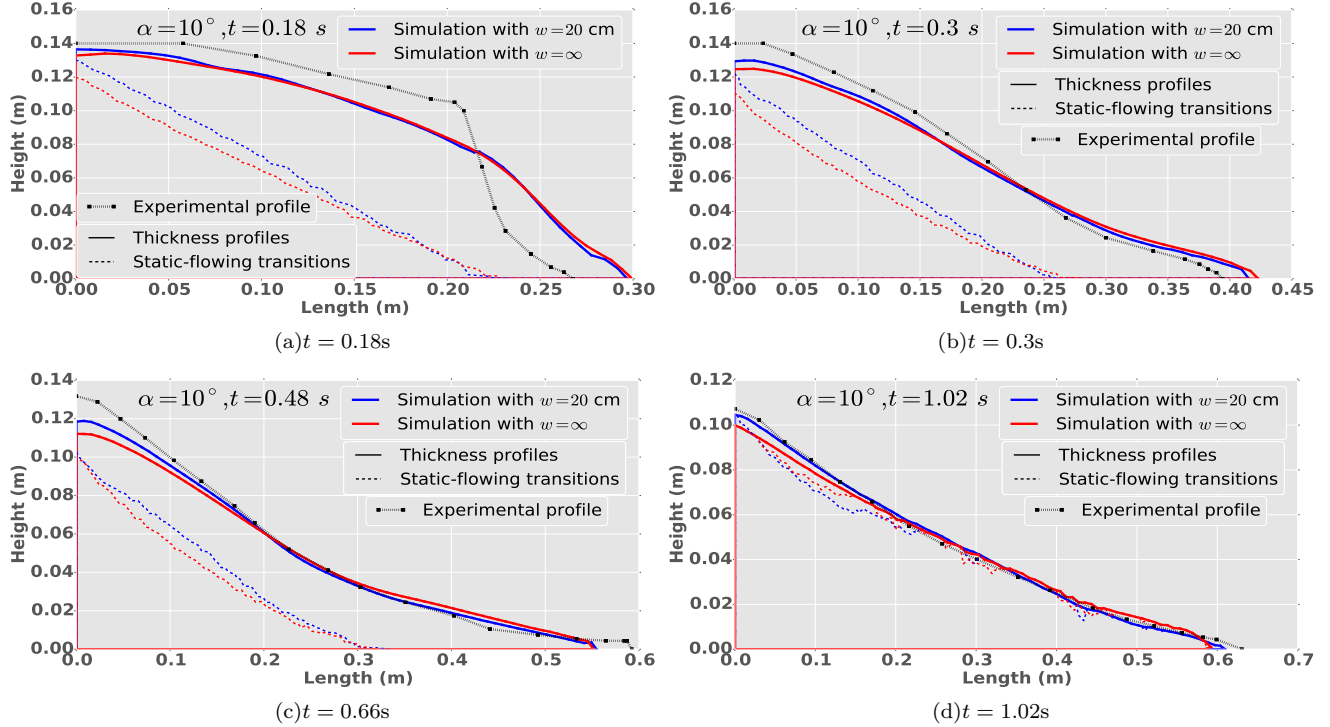 α=10°,t=0.18 s
Simulation with w=20 cm
Simulation with w=∞
Experimental profile
Thickness profiles
Static-flowing transitions
Height (m)
0.16
0.14
0.12
0.10
0.08
0.06
0.04
0.02
0.00
0.00 0.05 0.10 0.15 0.20 0.25 0.30
Length (m)
(a)t = 0.18s
α=10°,t=0.3 s
Simulation with w=20 cm
Simulation with w=∞
Thickness profiles
Static-flowing transitions
Experimental profile
Height (m)
0.16
0.14
0.12
0.10
0.08
0.06
0.04
0.02
0.00
0.00 0.05 0.10 0.15 0.20 0.25 0.30 0.35 0.40 0.45
Length (m)
(b)t = 0.3s
α=10°,t=0.48 s
Simulation with w=20 cm
Simulation with w=∞
Thickness profiles
Static-flowing transitions
Experimental profile
Height (m)
0.14
0.12
0.10
0.08
0.06
0.04
0.02
0.00
0.0 0.1 0.2 0.3 0.4 0.5 0.6
Length (m)
(c)t = 0.66s
α=10°,t=1.02 s
Simulation with w=20 cm
Simulation with w=∞
Thickness profiles
Static-flowing transitions
Experimental profile
Height (m)
0.12
0.10
0.08
0.06
0.04
0.02
0.00
0.0 0.1 0.2 0.3 0.4 0.5 0.6 0.7
Length (m)
(d)t = 1.02s